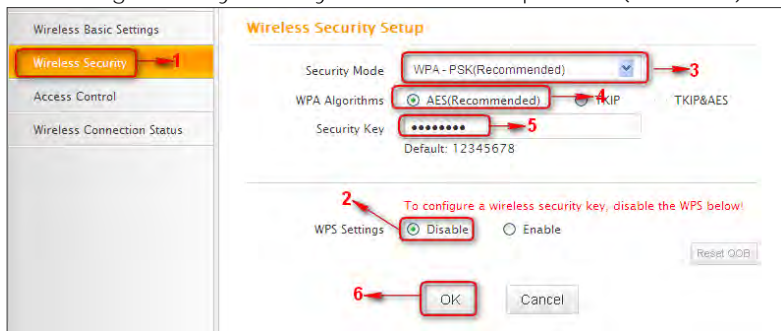 Wireless Basic Settings
Wireless Security 1
Access Control
Wireless Connection Status
Wireless Security Setup
Security Mode WPA - PSK(Recommended) 3
WPA Algorithms AES(Recommended) 4 TKIP TKIP&AES
Security Key •••••••• 5
Default: 12345678
2 To configure a wireless security key, disable the WPS below!
WPS Settings Disable Enable
Reset OOB
6 OK Cancel